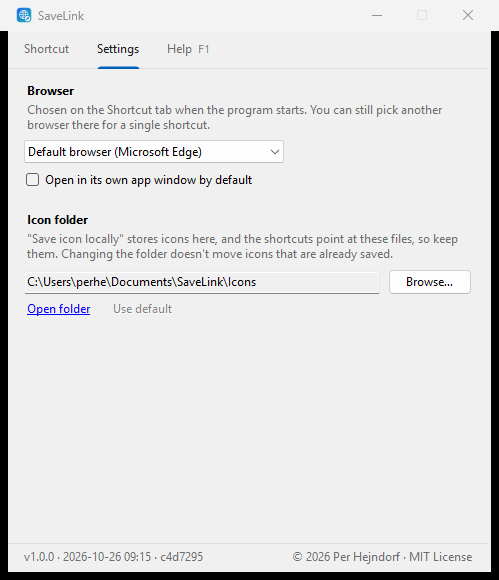 SaveLink
Shortcut Settings Help F1
Browser
Chosen on the Shortcut tab when the program starts. You can still pick another
browser there for a single shortcut.
Default browser (Microsoft Edge)
Open in its own app window by default
Icon folder
"Save icon locally" stores icons here, and the shortcuts point at these files, so keep
them. Changing the folder doesn't move icons that are already saved.
C:\Users\perhe\Documents\SaveLink\Icons Browse...
Open folder Use default
v1.0.0 · 2026-10-26 09:15 · c4d7295 © 2026 Per Hejndorf · MIT License